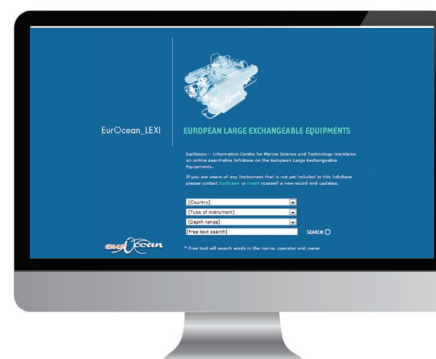 EurOcean_LEXI
EUROPEAN LARGE EXCHANGEABLE EQUIPMENTS
EurOcean – Information Centre for Marine Science and Technology maintains
an online searchable InfoBase on the European Large Exchangeable
Equipments.
If you are aware of any Instrument that is not yet included in this InfoBase
please contact EurOcean or insert yourself a new record and updates.
[Country]
[Type of instrument]
[Depth range]
[Free text search] SEARCH
eurOcean
* Free text will search words in the name, operator and owner